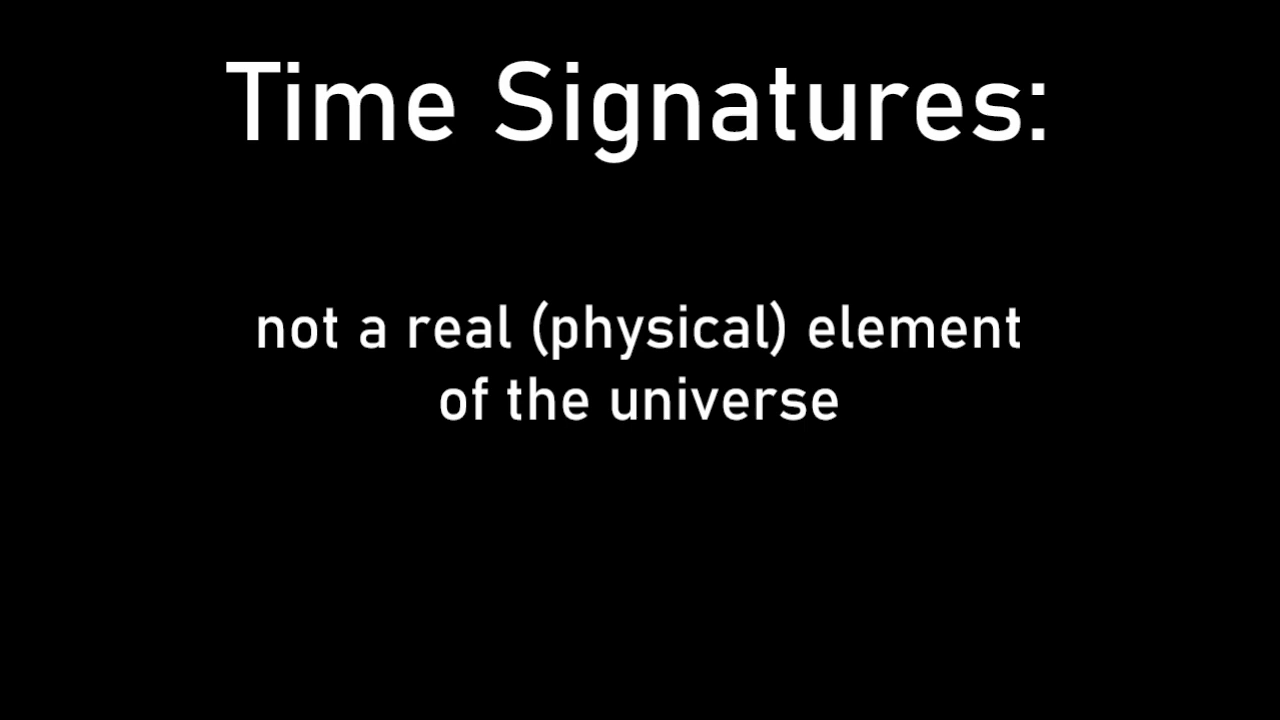 Time Signatures:
not a real (physical) element
of the universe